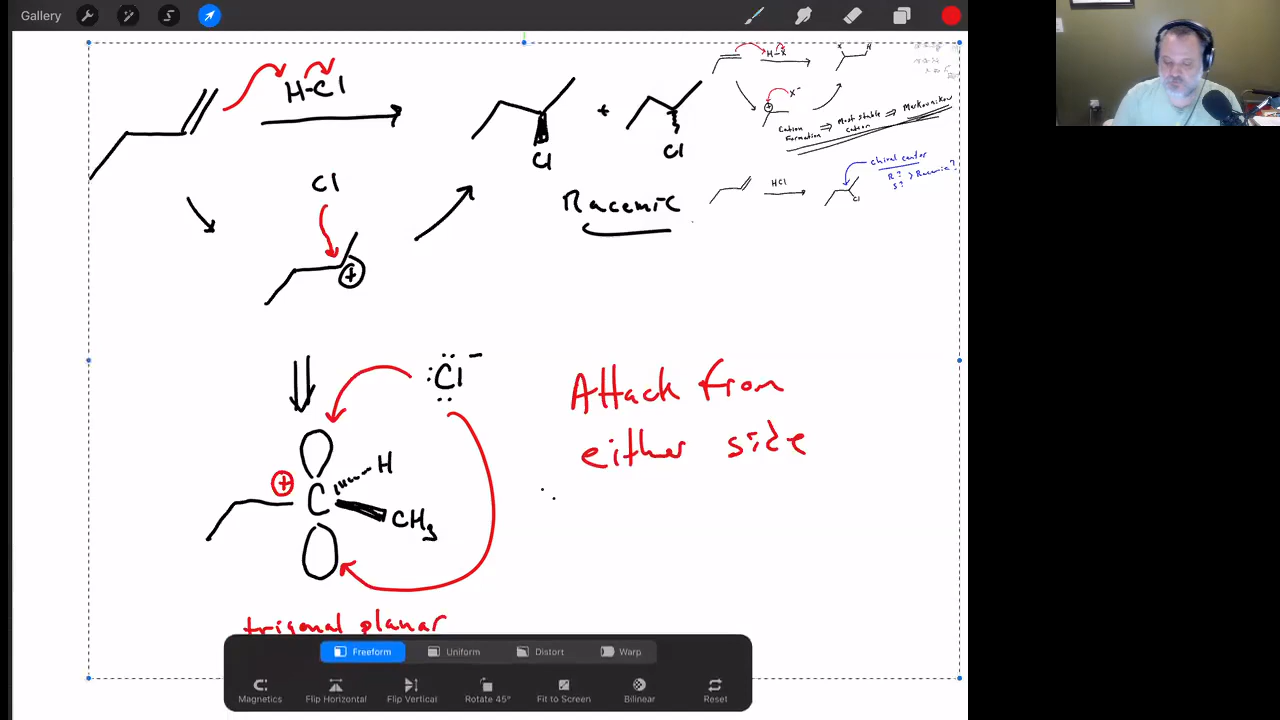 Gallery
H-Cl
Cl
+
Cl
+
Cl
Racemic
H-X
X
H
X⁻
+
Cation Formation ⇒ Most stable cation ⇒ Markovnikov
HCl
Cl
chiral center
R?
S? > Racemic?
:Cl⁻
+
C
H
CH3
Attack from
either side
trigonal planar
Freeform
Uniform
Distort
Warp
Magnetics
Flip Horizontal
Flip Vertical
Rotate 45°
Fit to Screen
Bilinear
Reset